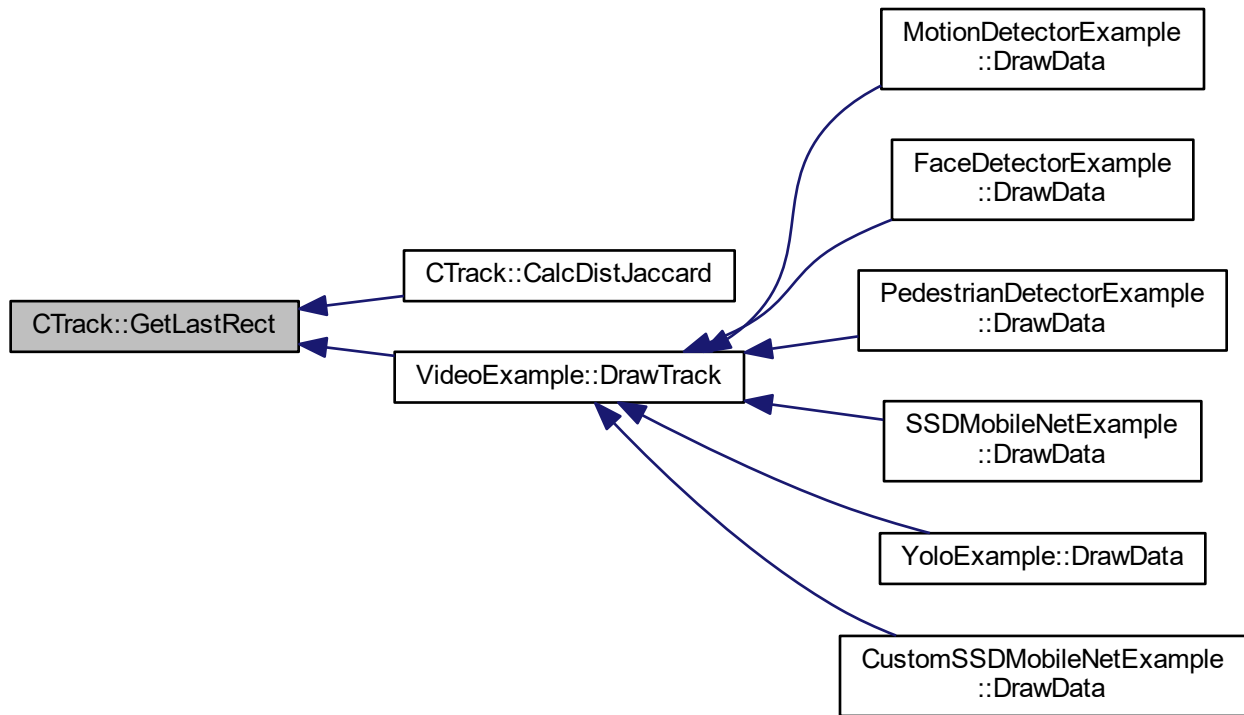 MotionDetectorExample
::DrawData
FaceDetectorExample
::DrawData
CTrack::CalcDistJaccard
PedestrianDetectorExample
::DrawData
CTrack::GetLastRect
VideoExample::DrawTrack
SSDMobileNetExample
::DrawData
YoloExample::DrawData
CustomSSDMobileNetExample
::DrawData